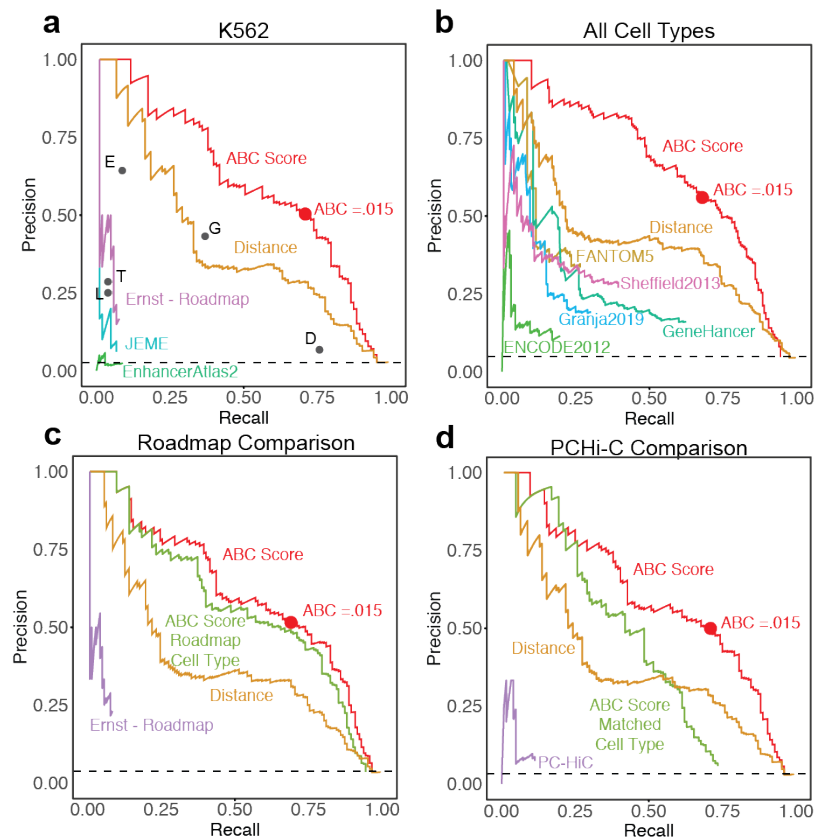 a
K562
1.00
0.75
0.50
0.25
0.00
Precision
E
ABC Score
ABC =.015
G
Distance
T
L
Ernst - Roadmap
D
JEME
EnhancerAtlas2
0.00
0.25
0.50
0.75
1.00
Recall
b
All Cell Types
1.00
0.75
0.50
0.25
0.00
Precision
ABC Score
ABC =.015
Distance
FANTOM5
Sheffield2013
Granja2019
GeneHancer
ENCODE2012
0.00
0.25
0.50
0.75
1.00
Recall
c
Roadmap Comparison
1.00
0.75
0.50
0.25
0.00
Precision
ABC Score
ABC =.015
ABC Score
Roadmap
Cell Type
Distance
Ernst - Roadmap
0.00
0.25
0.50
0.75
1.00
Recall
d
PCHi-C Comparison
1.00
0.75
0.50
0.25
0.00
Precision
ABC Score
ABC =.015
Distance
ABC Score
Matched
Cell Type
PC-HiC
0.00
0.25
0.50
0.75
1.00
Recall